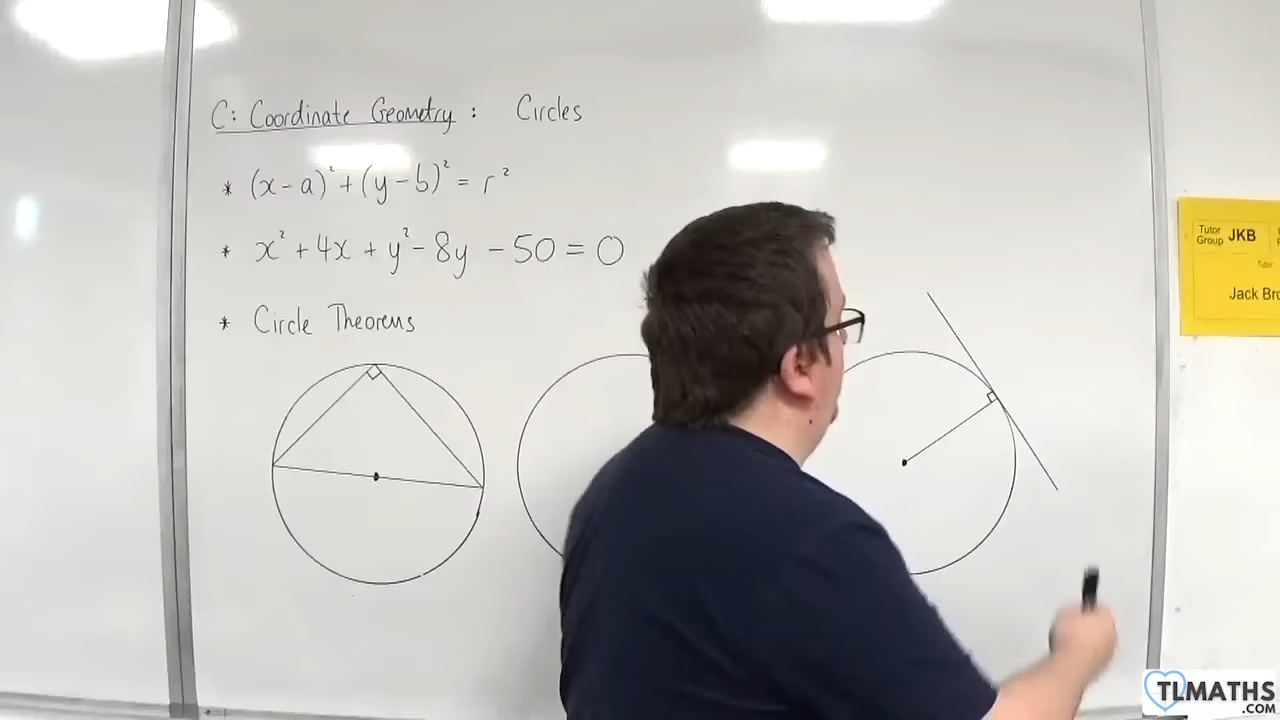 C: Coordinate Geometry: Circles
* (x-a)² + (y-b)² = r²
* x² + 4x + y² - 8y - 50 = 0
* Circle Theorems
Tutor Group JKB
Tutor
Jack
TLMATHS
.COM